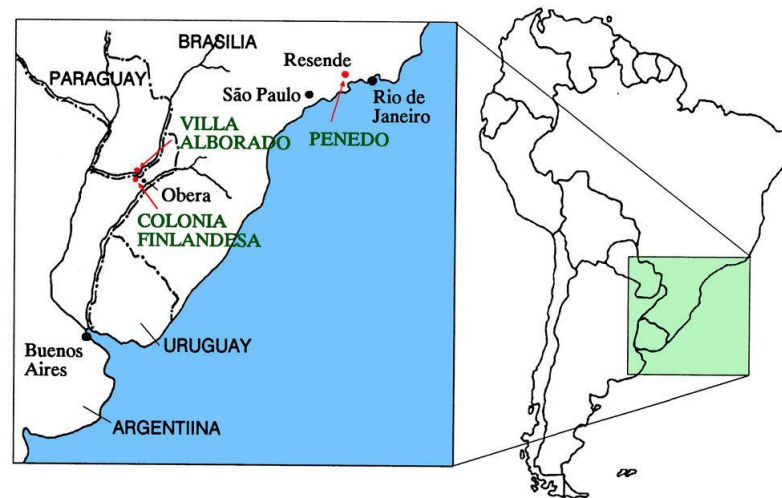 BRASILIA
PARAGUAY
Resende
São Paulo
Rio de
Janeiro
VILLA
ALBORADO
PENEDO
Obera
COLONIA
FINLANDESA
URUGUAY
Buenos
Aires
ARGENTIINA